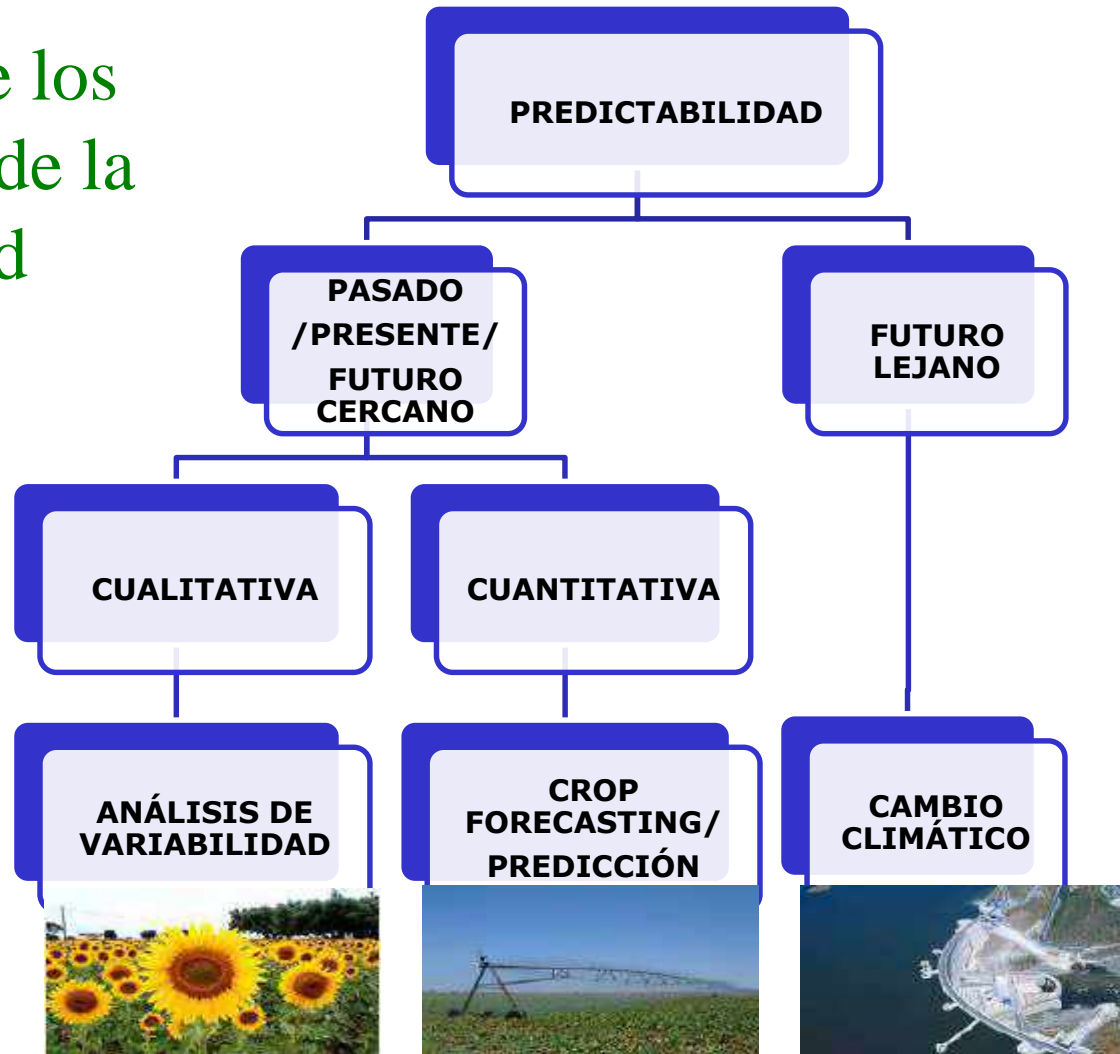 e los
de la
d
PREDICTABILIDAD
PASADO
/PRESENTE/
FUTURO
CERCANO
FUTURO
LEJANO
CUALITATIVA
CUANTITATIVA
ANÁLISIS DE
VARIABILIDAD
CROP
FORECASTING/
PREDICCIÓN
CAMBIO
CLIMÁTICO